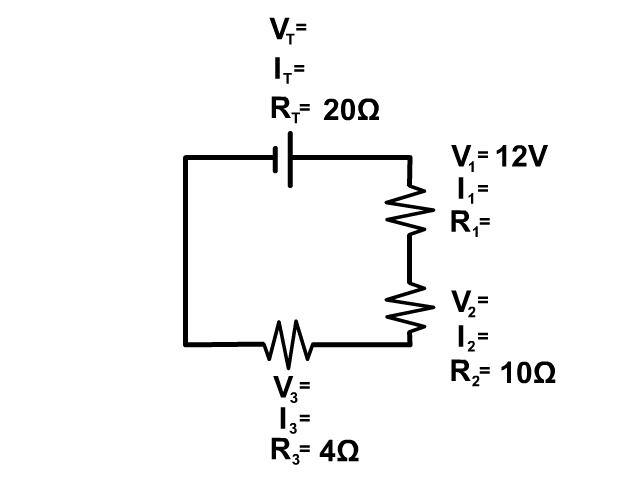 V_T=
I_T=
R_T= 20Ω
V_1= 12V
I_1=
R_1=
V_2=
I_2=
R_2= 10Ω
V_3=
I_3=
R_3= 4Ω